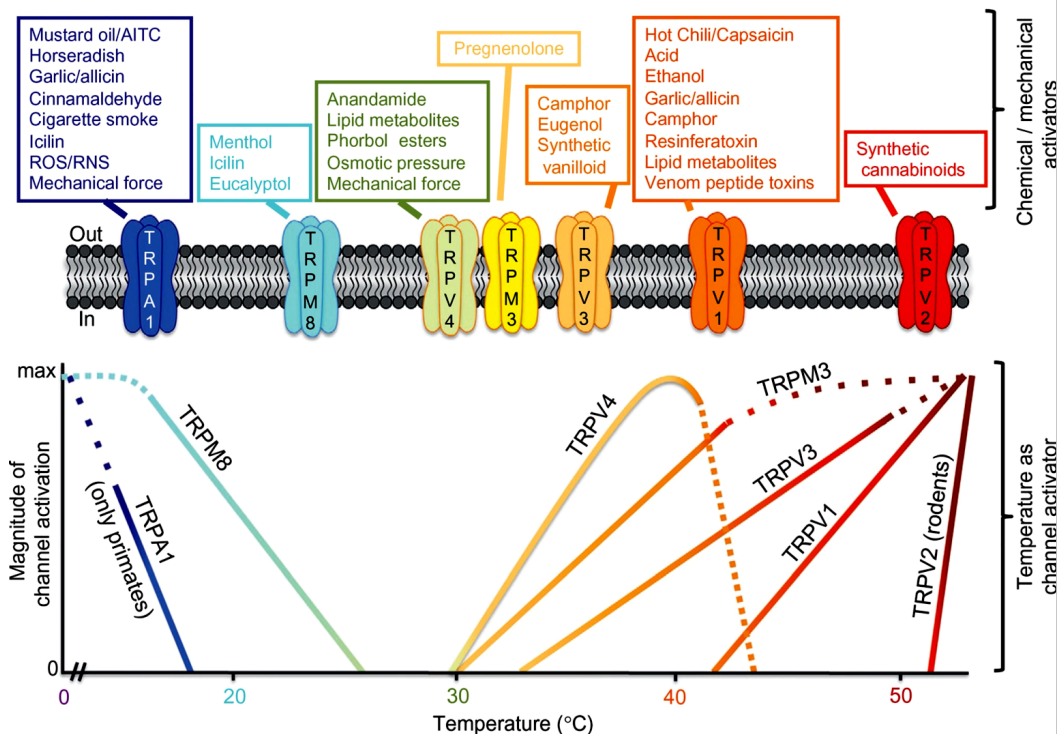 Mustard oil/AITC
Horseradish
Garlic/allicin
Cinnamaldehyde
Cigarette smoke
Icilin
ROS/RNS
Mechanical force
Menthol
Icilin
Eucalyptol
Anandamide
Lipid metabolites
Phorbol esters
Osmotic pressure
Mechanical force
Pregnenolone
Camphor
Eugenol
Synthetic
vanilloid
Hot Chili/Capsaicin
Acid
Ethanol
Garlic/allicin
Camphor
Resinferatoxin
Lipid metabolites
Venom peptide toxins
Synthetic
cannabinoids
Chemical / mechanical
activators
Out
In
TRPA1
TRPM8
TRPV4
TRPM3
TRPV3
TRPV1
TRPV2
Magnitude of
channel activation
max
0
TRPA1
(only primates)
TRPM8
TRPV4
TRPM3
TRPV3
TRPV1
TRPV2 (rodents)
Temperature as
channel activator
0
20
30
40
50
Temperature (°C)